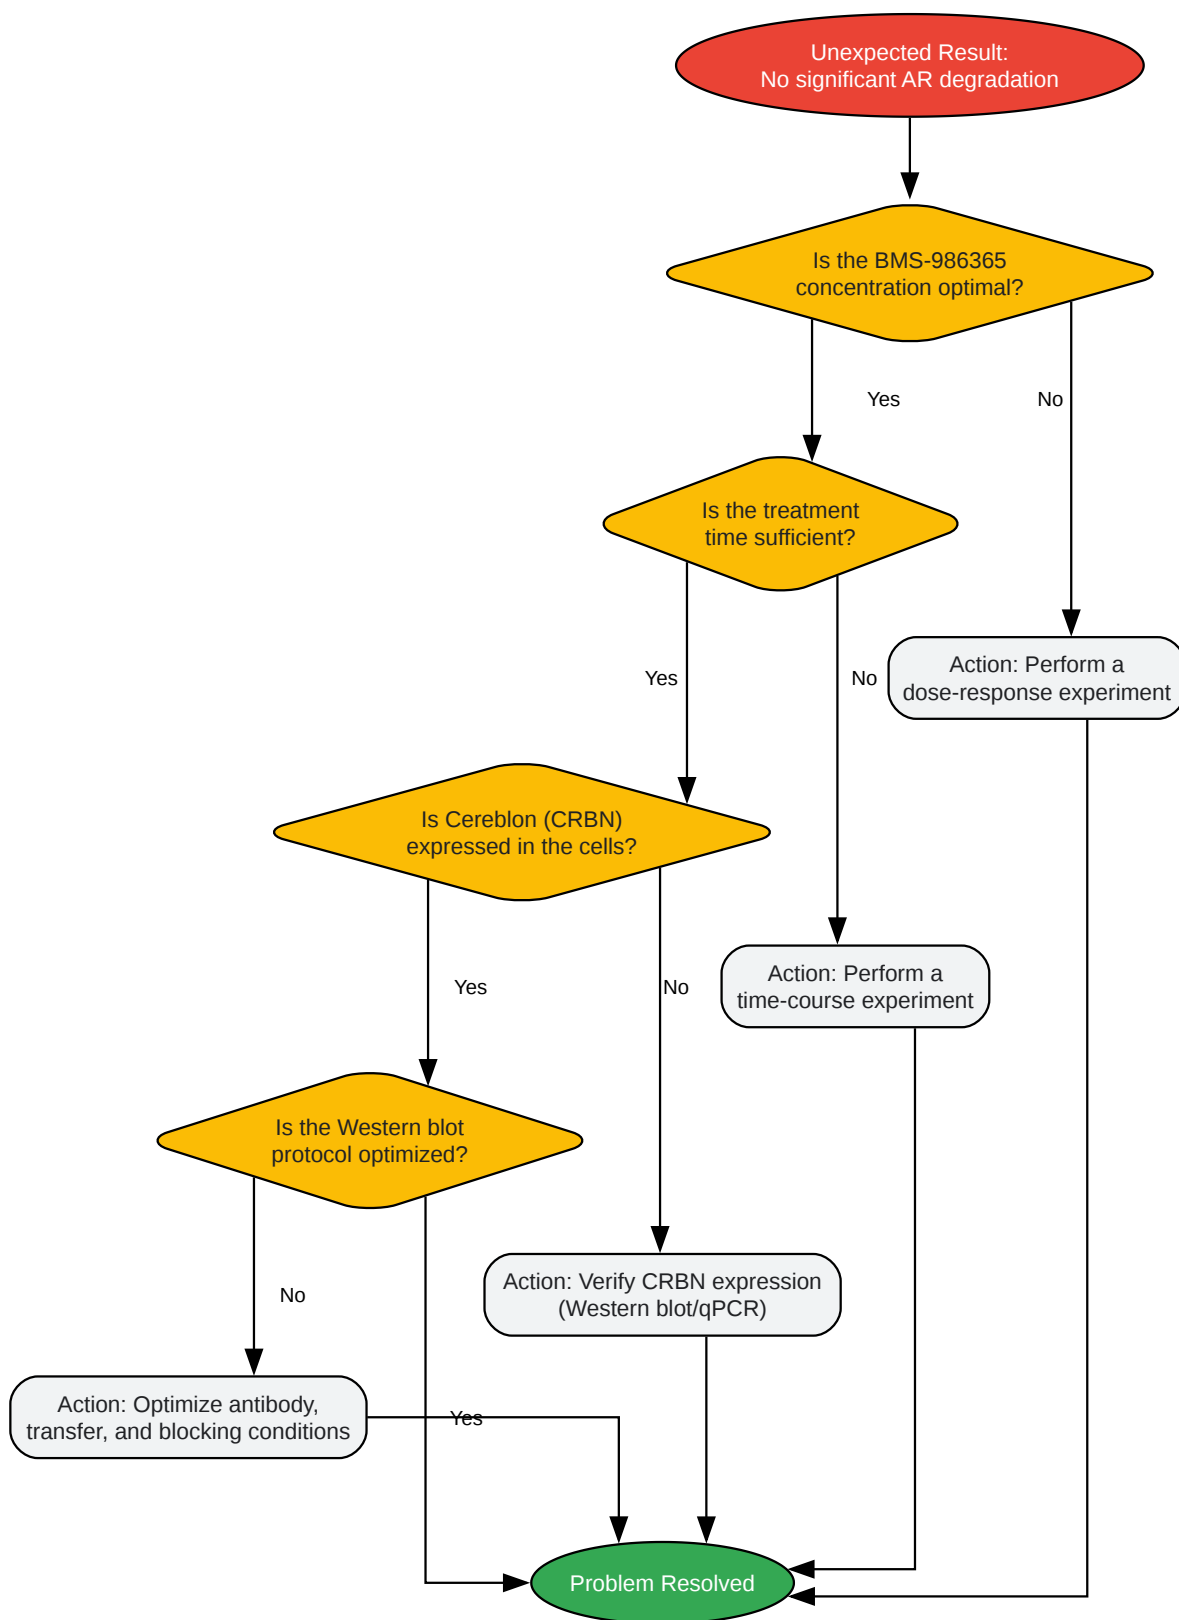 Unexpected Result:
No significant AR degradation
Is the BMS-986365
concentration optimal?
Yes
No
Is the treatment
time sufficient?
Yes
No
Action: Perform a
dose-response experiment
Is Cereblon (CRBN)
expressed in the cells?
Yes
No
Action: Perform a
time-course experiment
Is the Western blot
protocol optimized?
No
Action: Verify CRBN expression
(Western blot/qPCR)
Action: Optimize antibody,
transfer, and blocking conditions
Yes
Problem Resolved